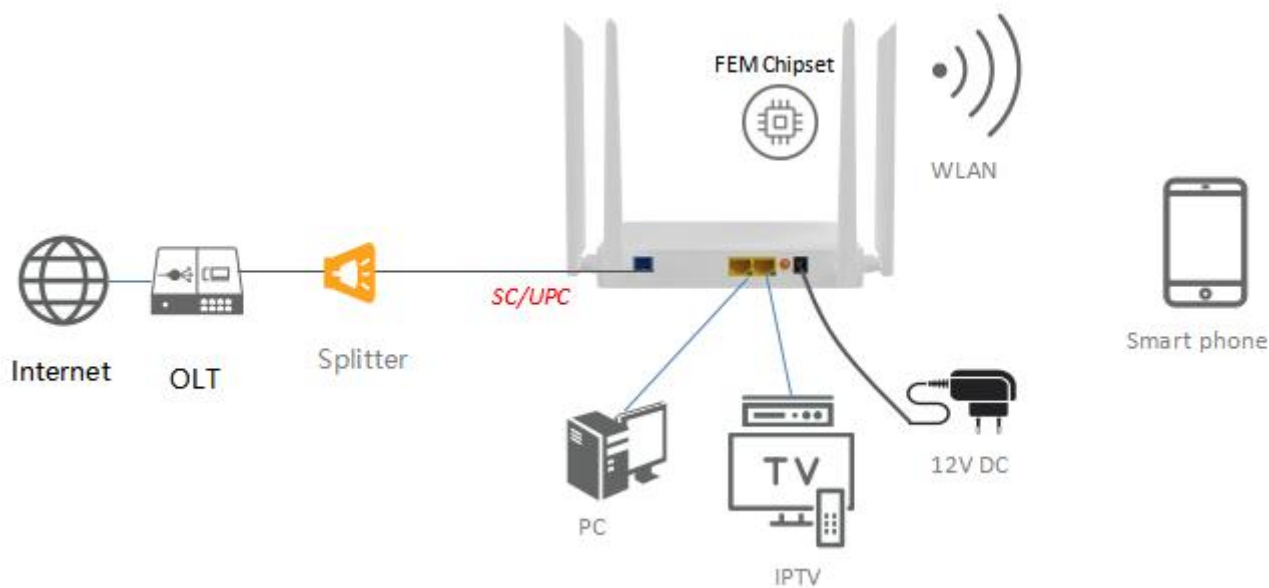 FEM Chipset
WLAN
SC/UPC
Internet
OLT
Splitter
Smart phone
12V DC
PC
TV
IPTV